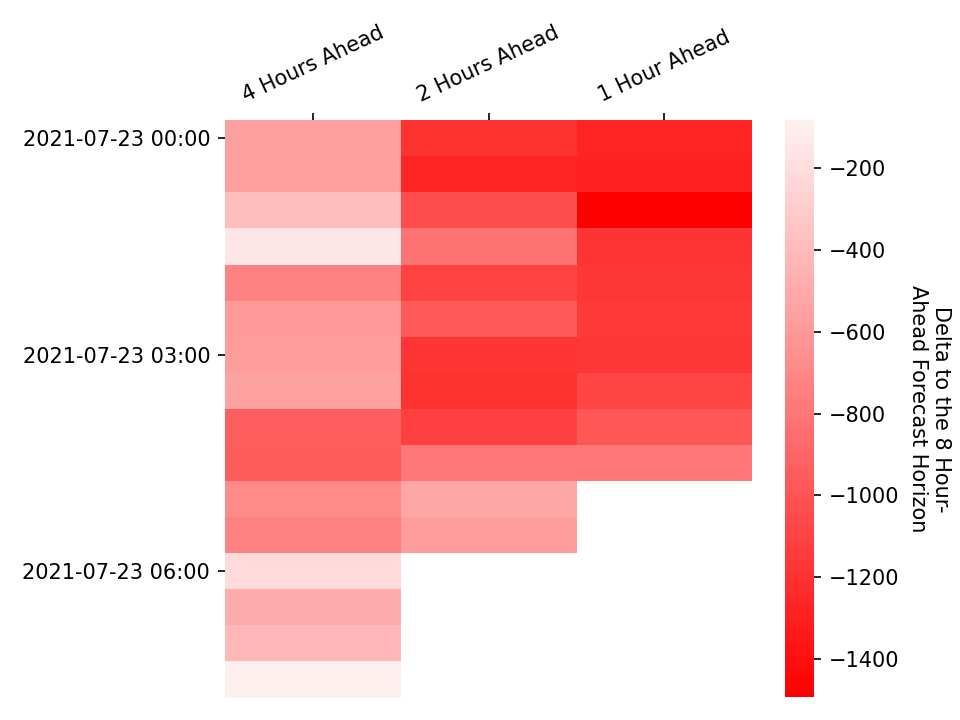 4 Hours Ahead
2 Hours Ahead
1 Hour Ahead
2021-07-23 00:00
2021-07-23 03:00
2021-07-23 06:00
−200
−400
−600
−800
−1000
−1200
−1400
Delta to the 8 Hour-
Ahead Forecast Horizon